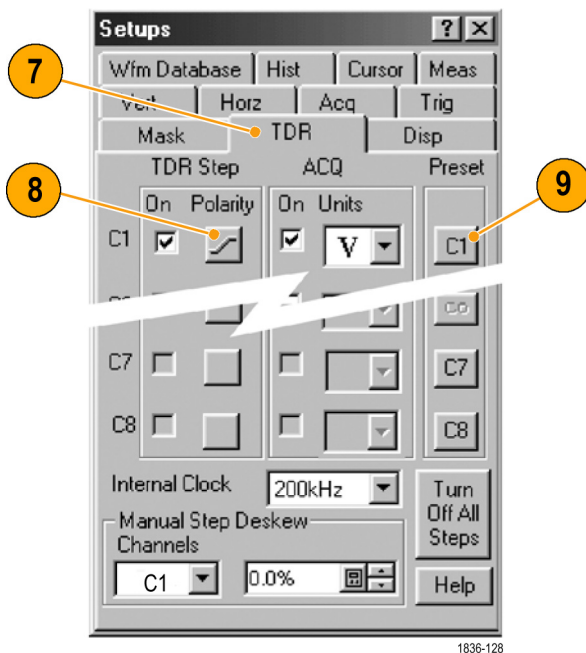 Setups ? ×
Wfm Database Hist Cursor Meas
7
Vert Horz Acq Trig
Mask TDR Disp
TDR Step ACQ Preset
8
9
On Polarity On Units
C1 V C1
C7 C7
C8 C8
Internal Clock 200kHz Turn Off All Steps
Manual Step Deskew
Channels
C1 0.0% Help
1836-128